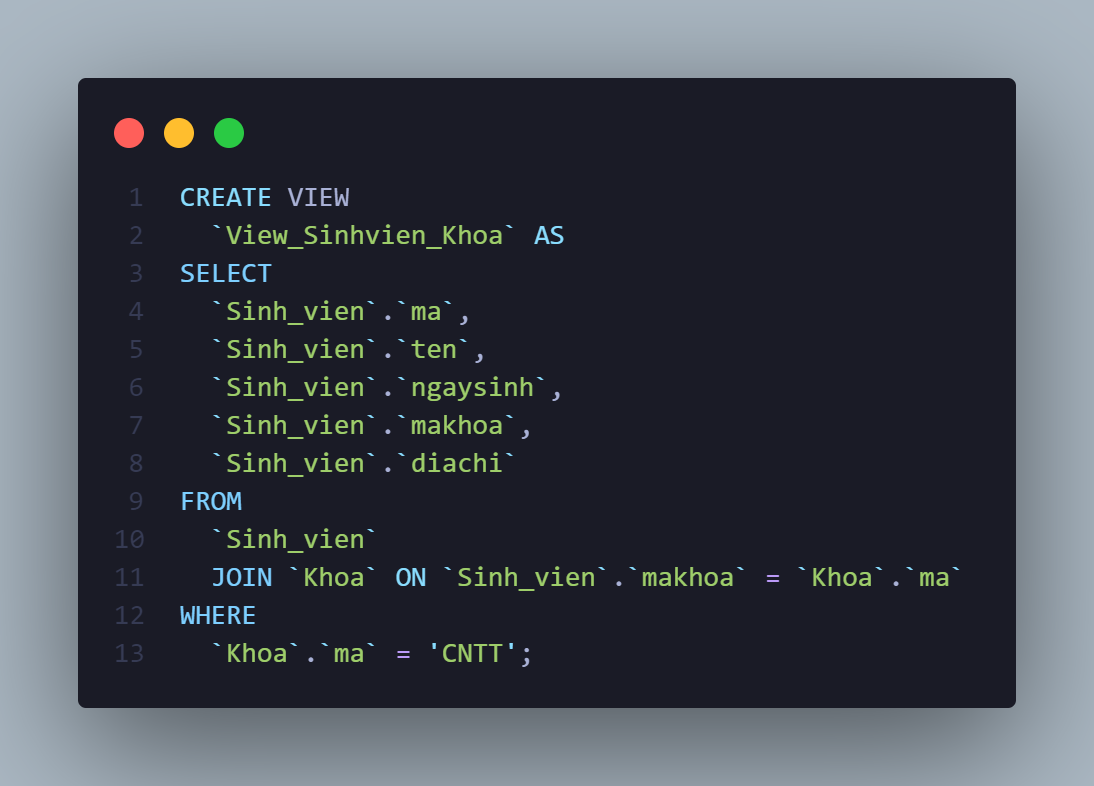 1 CREATE VIEW
2 `View_Sinhvien_Khoa` AS
3 SELECT
4 `Sinh_vien`.`ma`,
5 `Sinh_vien`.`ten`,
6 `Sinh_vien`.`ngaysinh`,
7 `Sinh_vien`.`makhoa`,
8 `Sinh_vien`.`diachi`
9 FROM
10 `Sinh_vien`
11 JOIN `Khoa` ON `Sinh_vien`.`makhoa` = `Khoa`.`ma`
12 WHERE
13 `Khoa`.`ma` = 'CNTT';